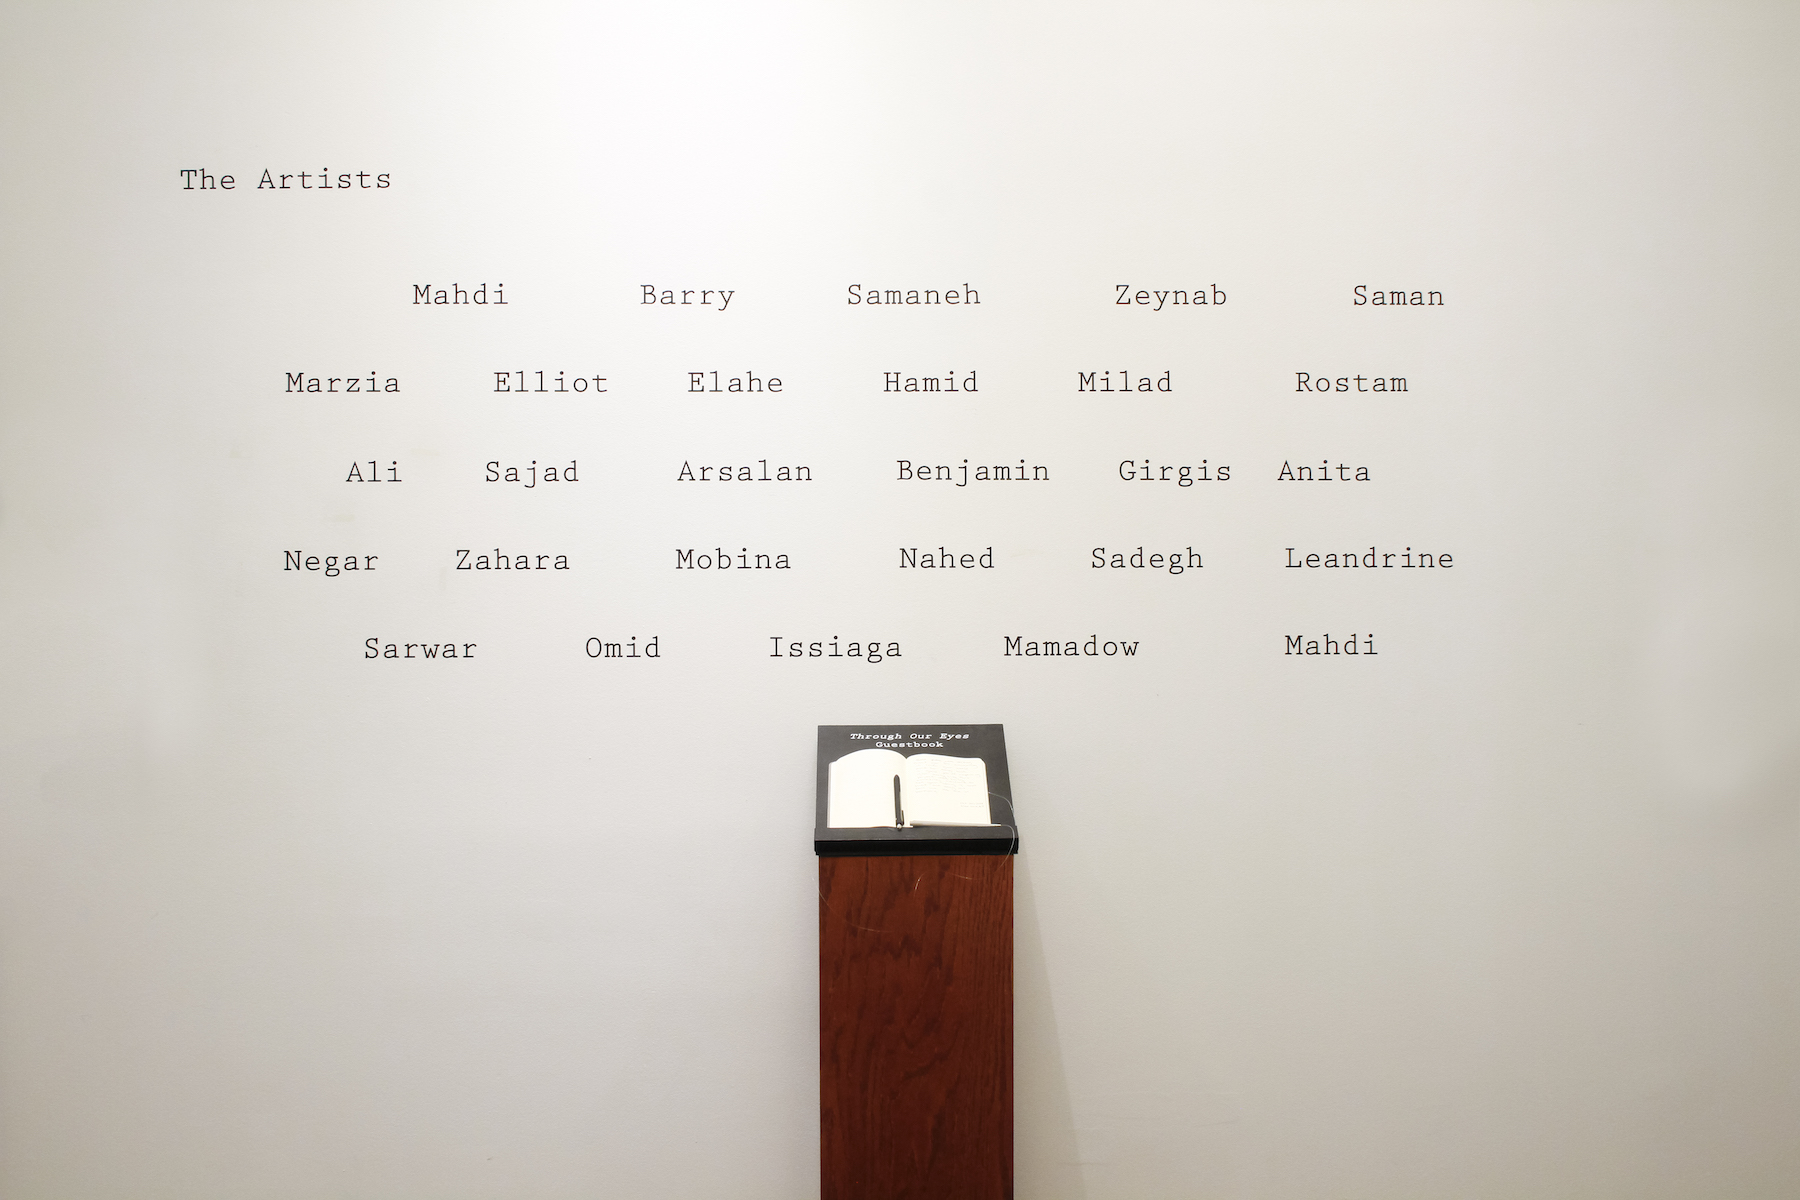 The Artists
Mahdi Barry Samaneh Zeynab Saman
Marzia Elliot Elahe Hamid Milad Rostam
Ali Sajad Arsalan Benjamin Girgis Anita
Negar Zahara Mobina Nahed Sadegh Leandrine
Sarwar Omid Issiaga Mamadow Mahdi
Through Our Eyes
Guestbook